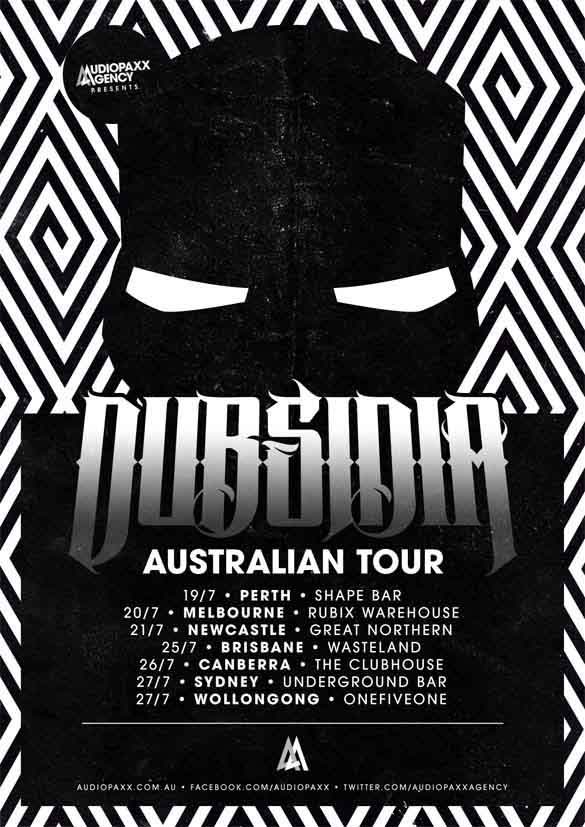 AUDIOPAXX
AGENCY
PRESENTS
DUBSIDIA
AUSTRALIAN TOUR
19/7 • PERTH • SHAPE BAR
20/7 • MELBOURNE • RUBIX WAREHOUSE
21/7 • NEWCASTLE • GREAT NORTHERN
25/7 • BRISBANE • WASTELAND
26/7 • CANBERRA • THE CLUBHOUSE
27/7 • SYDNEY • UNDERGROUND BAR
27/7 • WOLLONGONG • ONEFIVEONE
AUDIOPAXX.COM.AU • FACEBOOK.COM/AUDIOPAXX • TWITTER.COM/AUDIOPAXXAGENCY